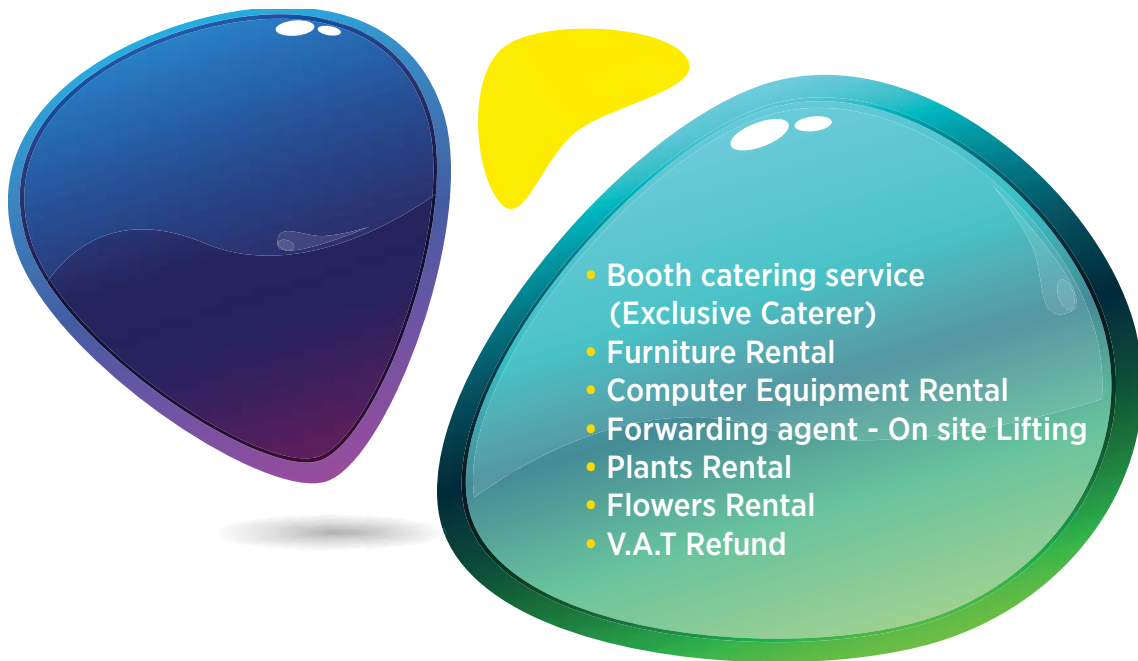 • Booth catering service
(Exclusive Caterer)
• Furniture Rental
• Computer Equipment Rental
• Forwarding agent - On site Lifting
• Plants Rental
• Flowers Rental
• V.A.T Refund